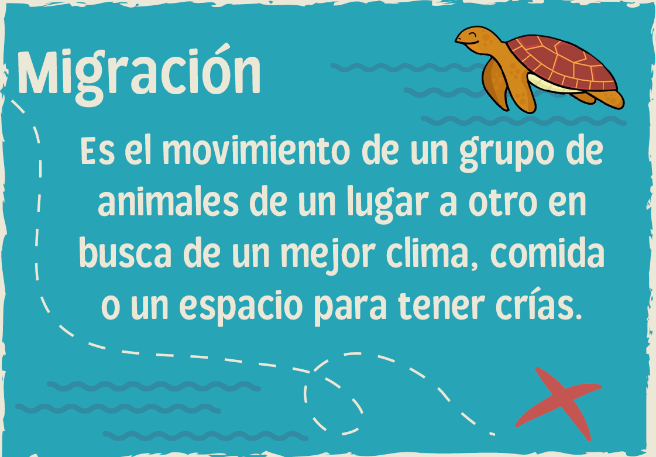 Migración
Es el movimiento de un grupo de
animales de un lugar a otro en
busca de un mejor clima, comida
o un espacio para tener crías.